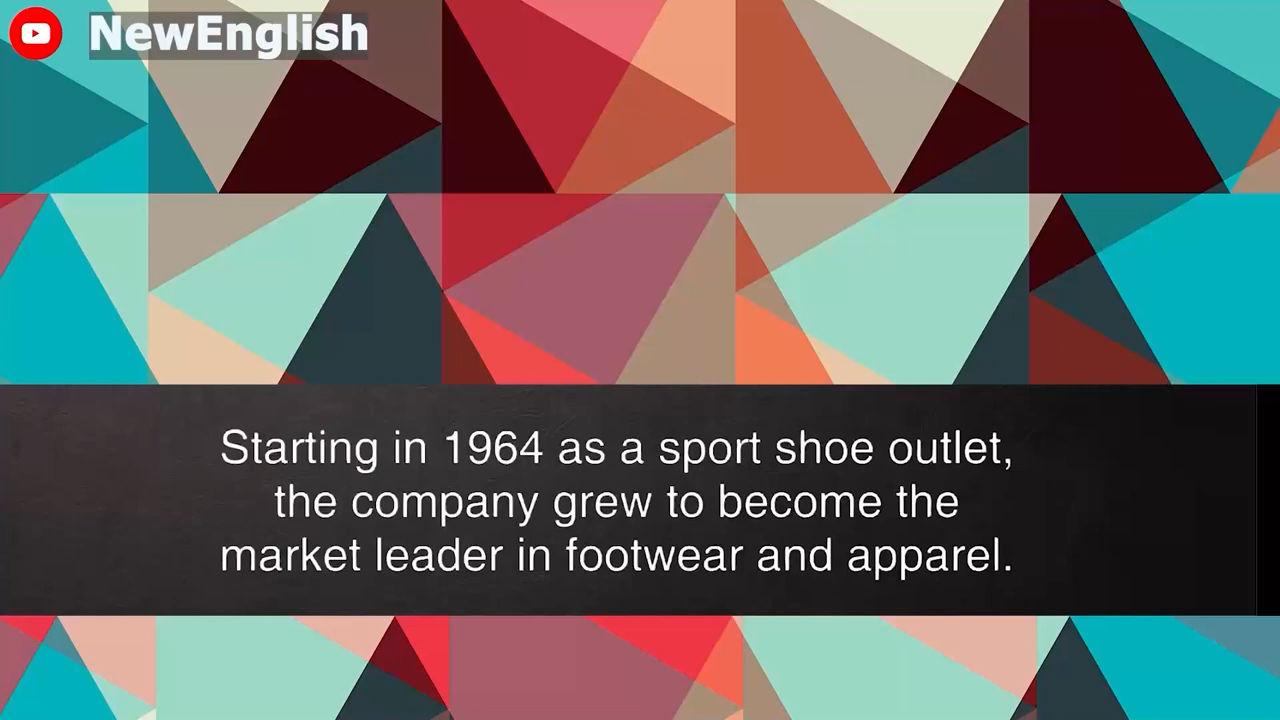 NewEnglish
Starting in 1964 as a sport shoe outlet,
the company grew to become the
market leader in footwear and apparel.